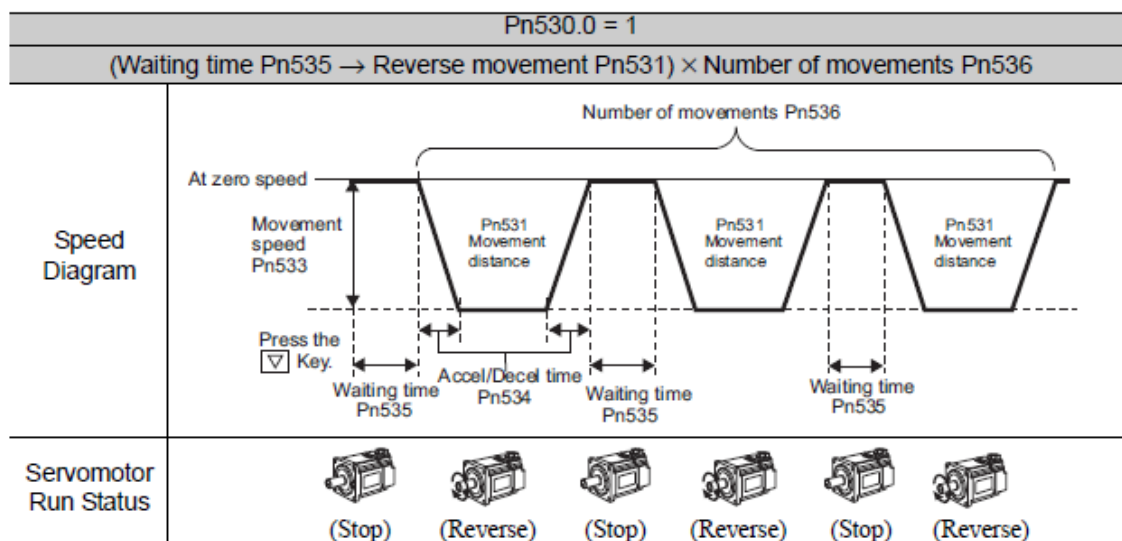 Pn530.0 = 1
(Waiting time Pn535 → Reverse movement Pn531) × Number of movements Pn536
Speed
Diagram
Number of movements Pn536
At zero speed
Movement
speed
Pn533
Pn531
Movement
distance
Pn531
Movement
distance
Pn531
Movement
distance
Press the
▽ Key.
Waiting time
Pn535
Accel/Decel time
Pn534
Waiting time
Pn535
Waiting time
Pn535
Servomotor
Run Status
(Stop) (Reverse) (Stop) (Reverse) (Stop) (Reverse)